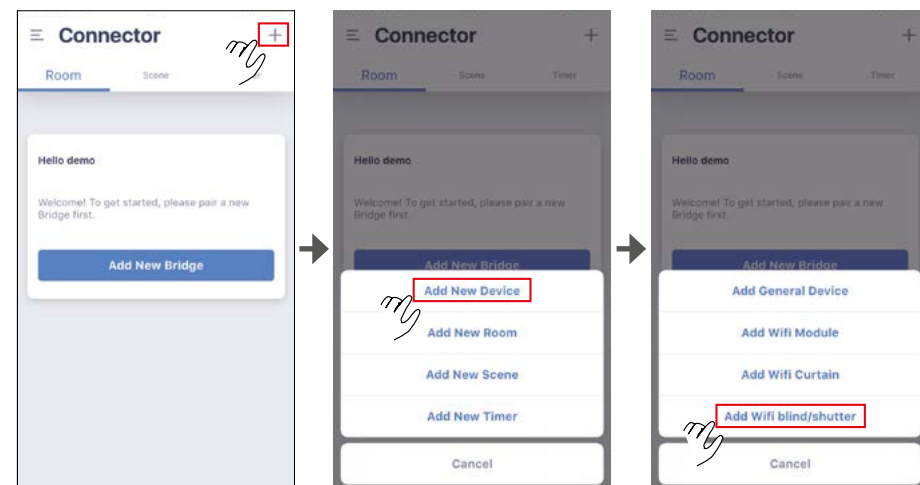 Connector
+
Room
Scene
Hello demo
Welcome! To get started, please pair a new
Bridge first.
Add New Bridge
Connector
+
Room
Scene
Timer
Hello demo
Welcome! To get started, please pair a new
Bridge first.
Add New Bridge
Add New Device
Add New Room
Add New Scene
Add New Timer
Cancel
Connector
+
Room
Scene
Timer
Hello demo
Welcome! To get started, please pair a new
Bridge first.
Add New Bridge
Add General Device
Add Wifi Module
Add Wifi Curtain
Add Wifi blind/shutter
Cancel